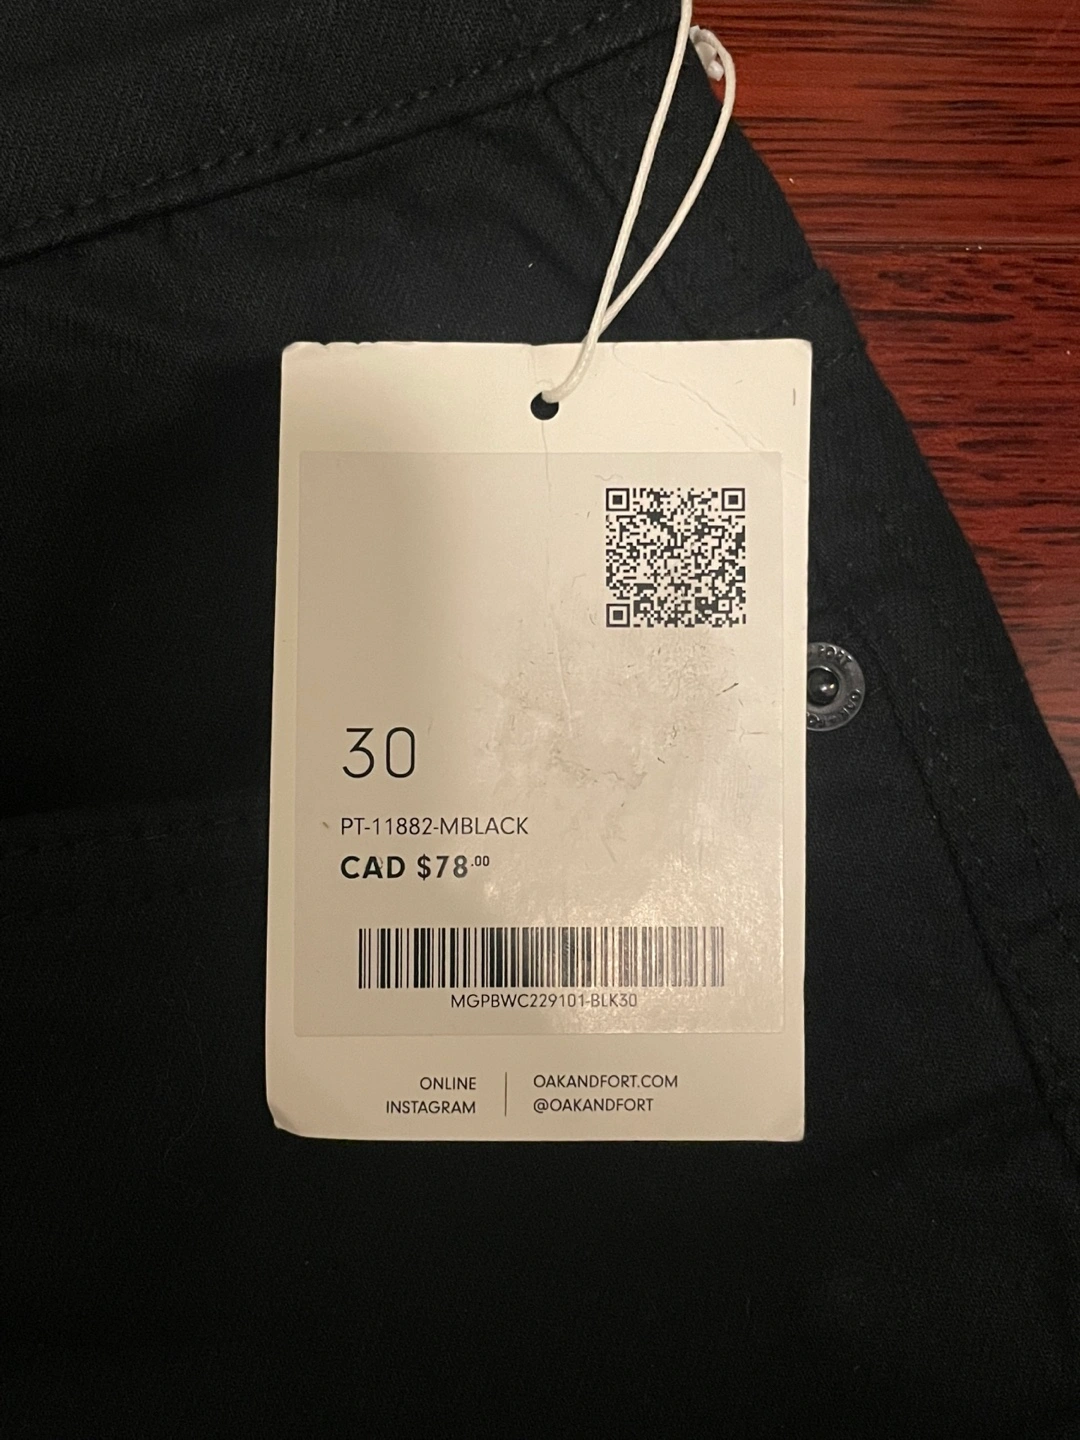 30
PT-11882-MBLACK
CAD $78.00
MGPBWC229101-BLK30
ONLINE
INSTAGRAM
OAKANDFORT.COM
@OAKANDFORT